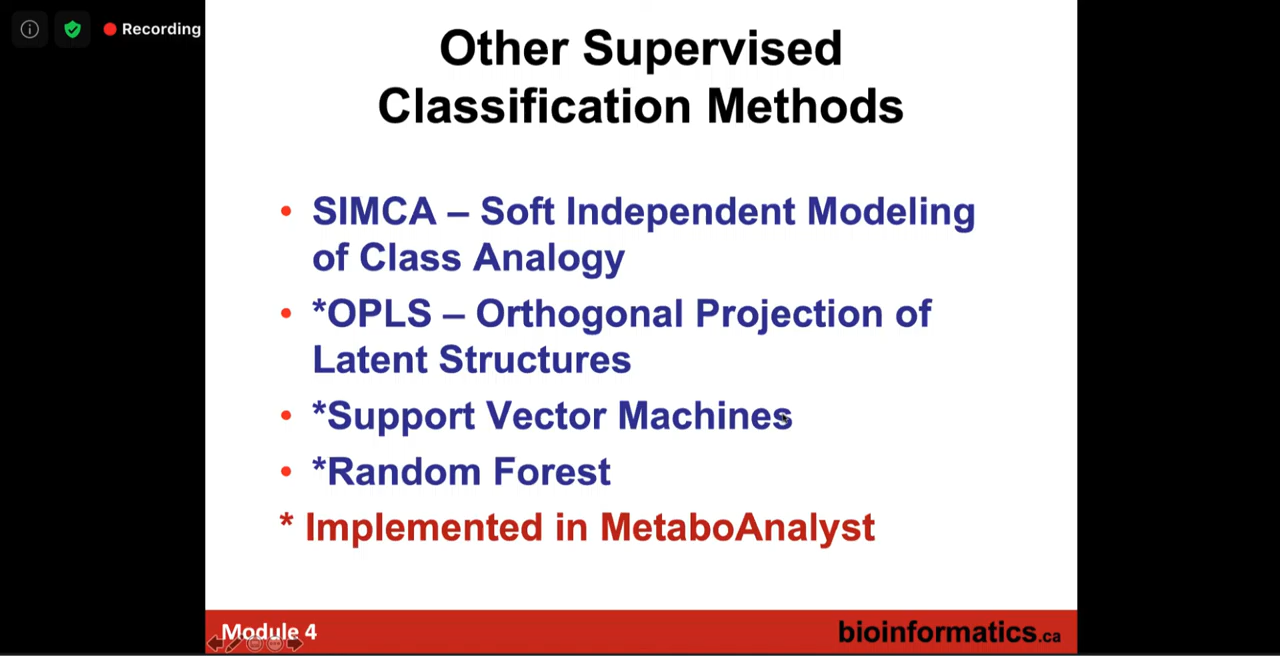 Recording
Other Supervised
Classification Methods
• SIMCA – Soft Independent Modeling
of Class Analogy
• *OPLS – Orthogonal Projection of
Latent Structures
• *Support Vector Machines
• *Random Forest
* Implemented in MetaboAnalyst
Module 4
bioinformatics.ca